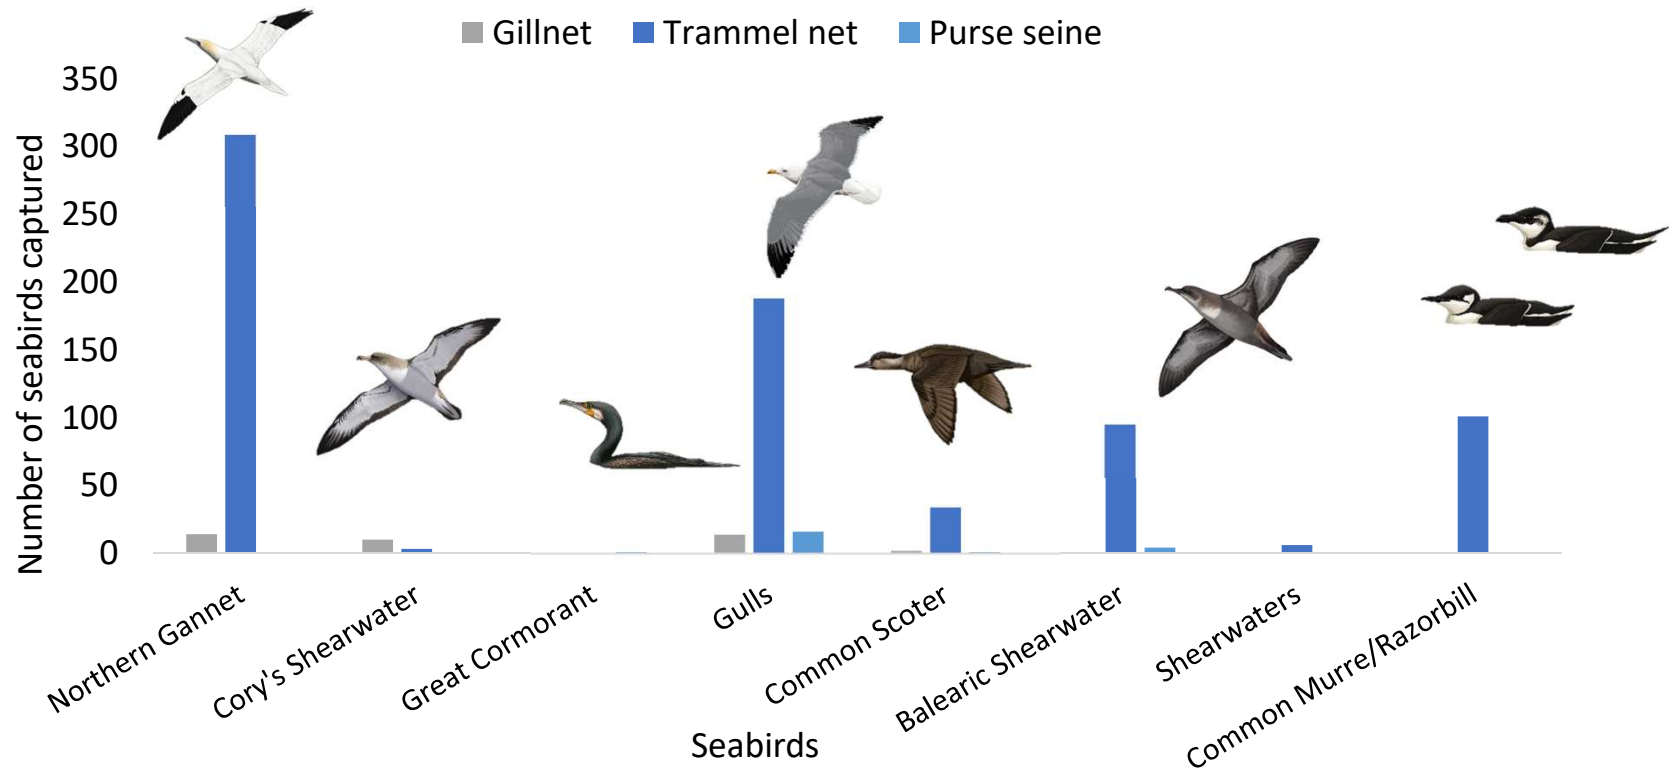 Gillnet Trammel net Purse seine
Number of seabirds captured
350
300
250
200
150
100
50
0
Northern Gannet
Cory's Shearwater
Great Cormorant
Gulls
Common Scoter
Balearic Shearwater
Shearwaters
Common Murre/Razorbill
Seabirds